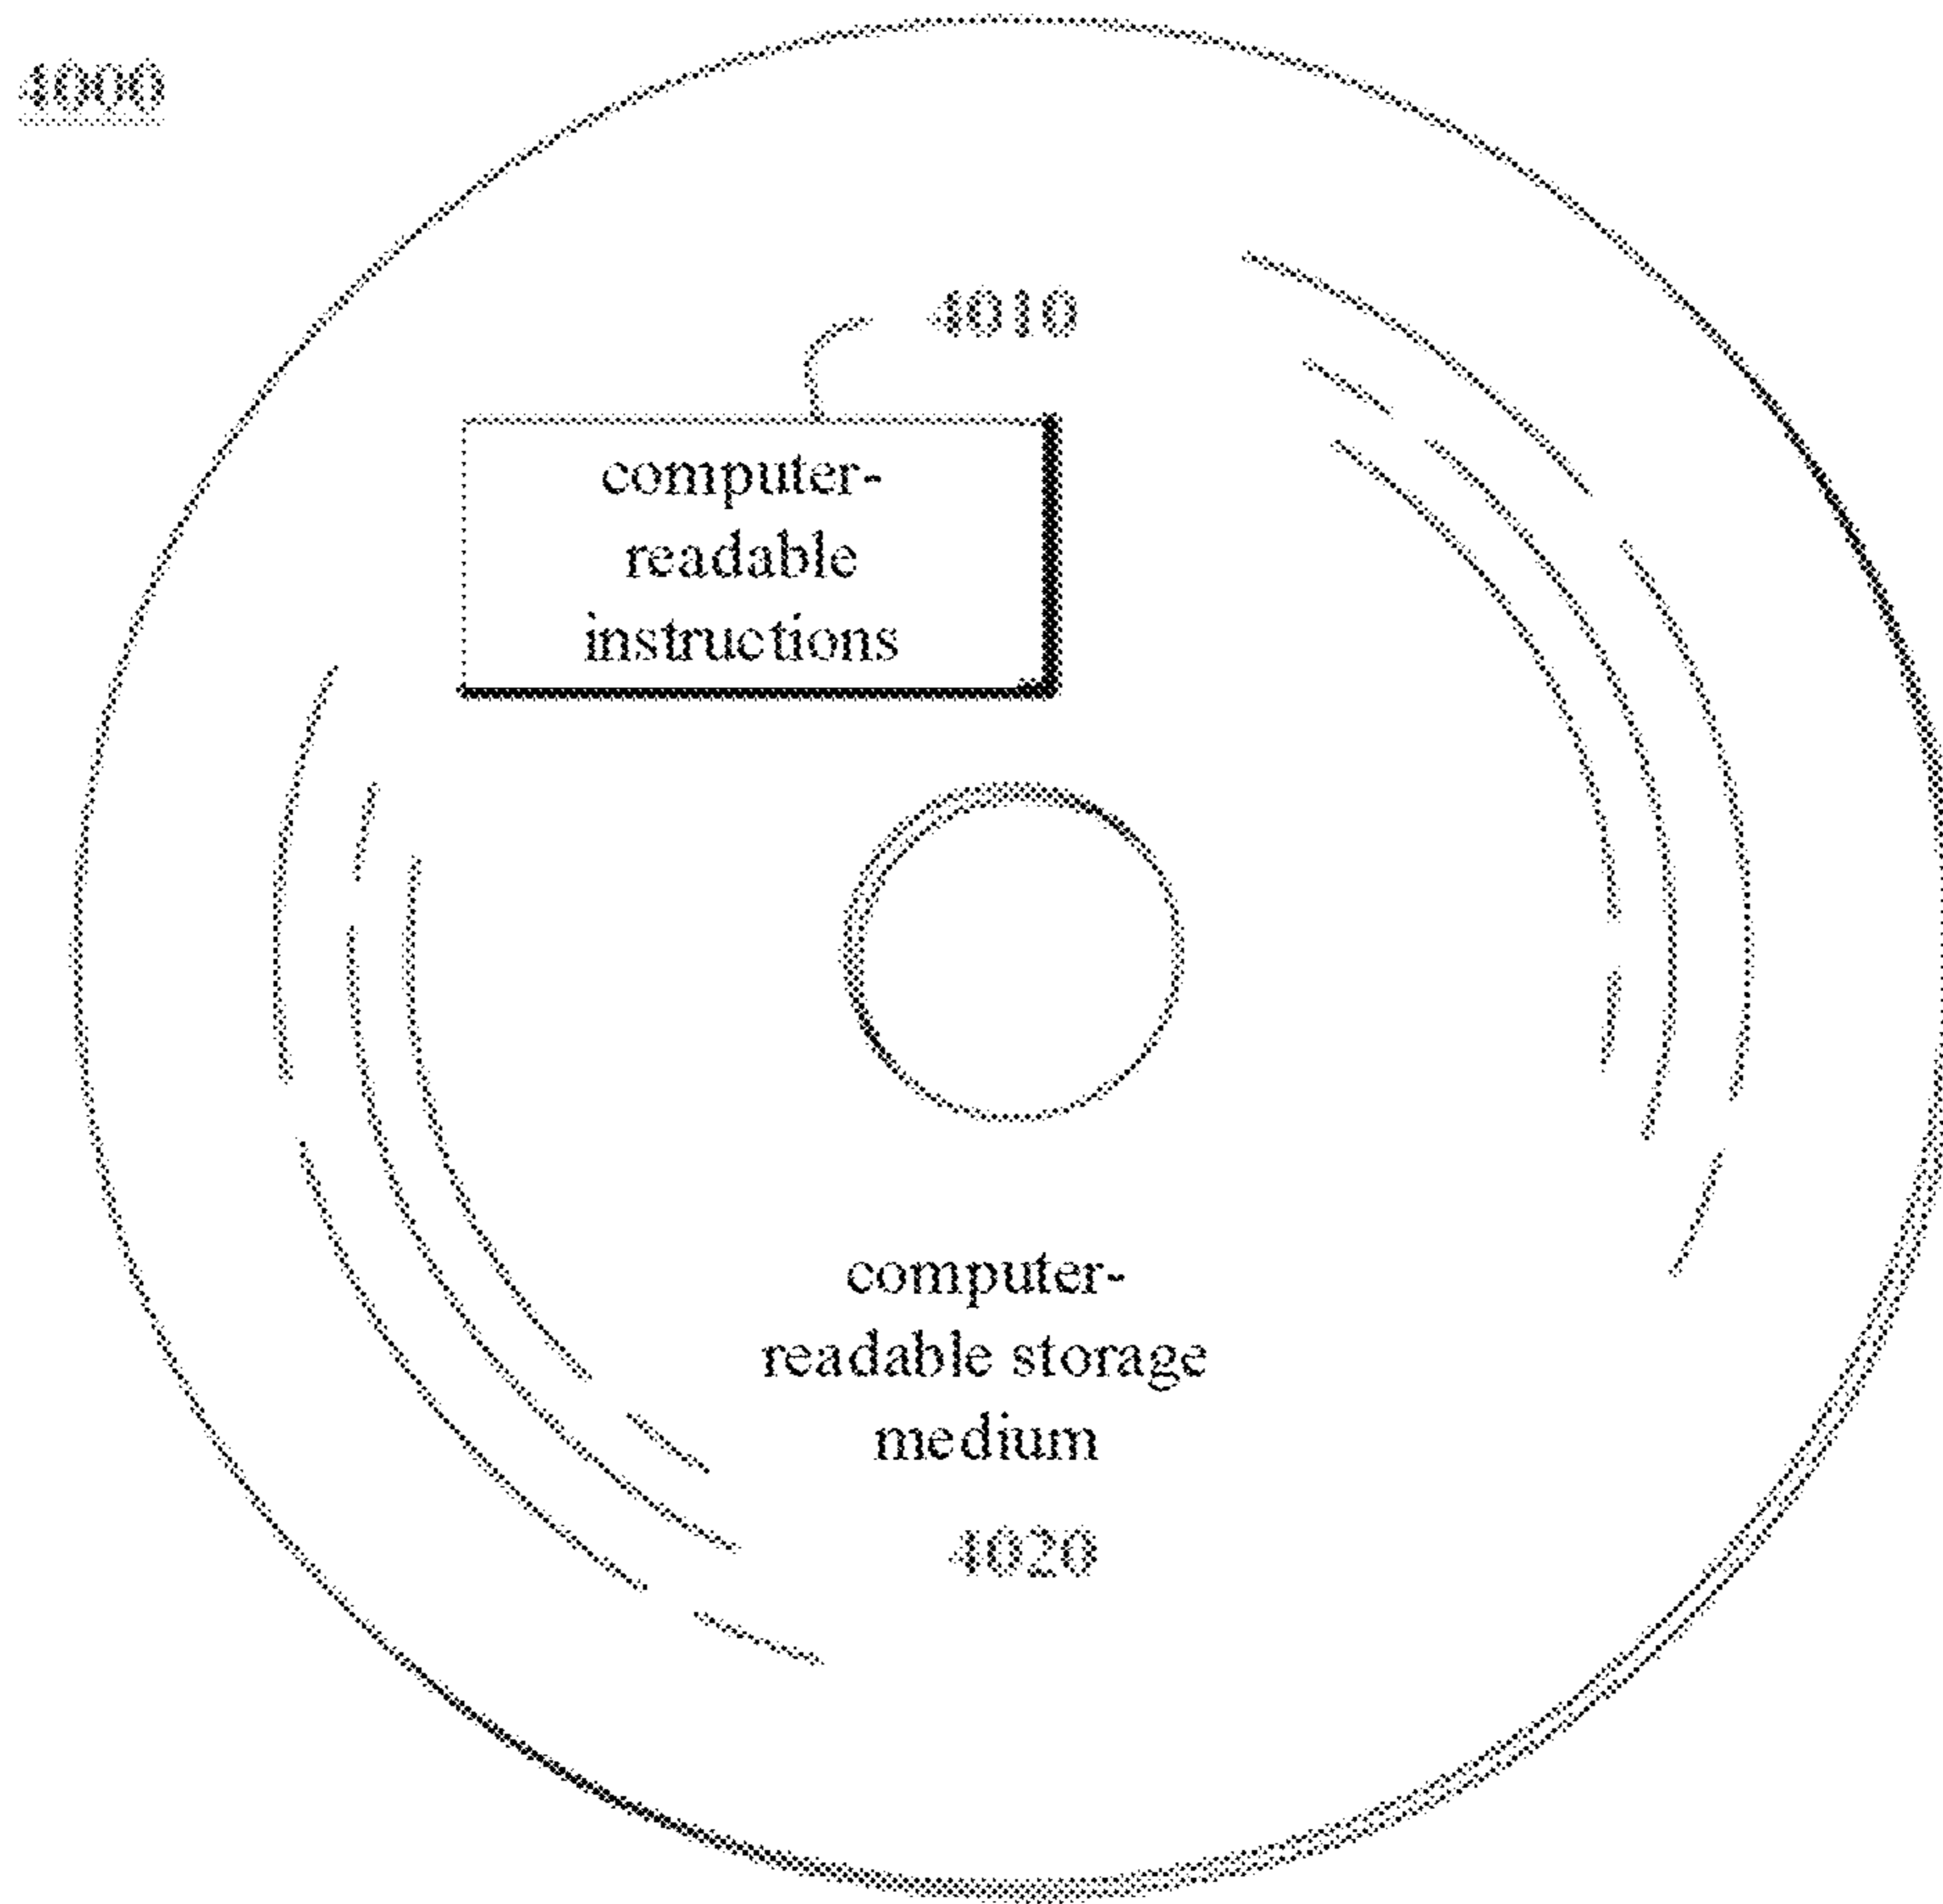 4000
4010
computer-
readable
instructions
computer-
readable storage
medium
4020